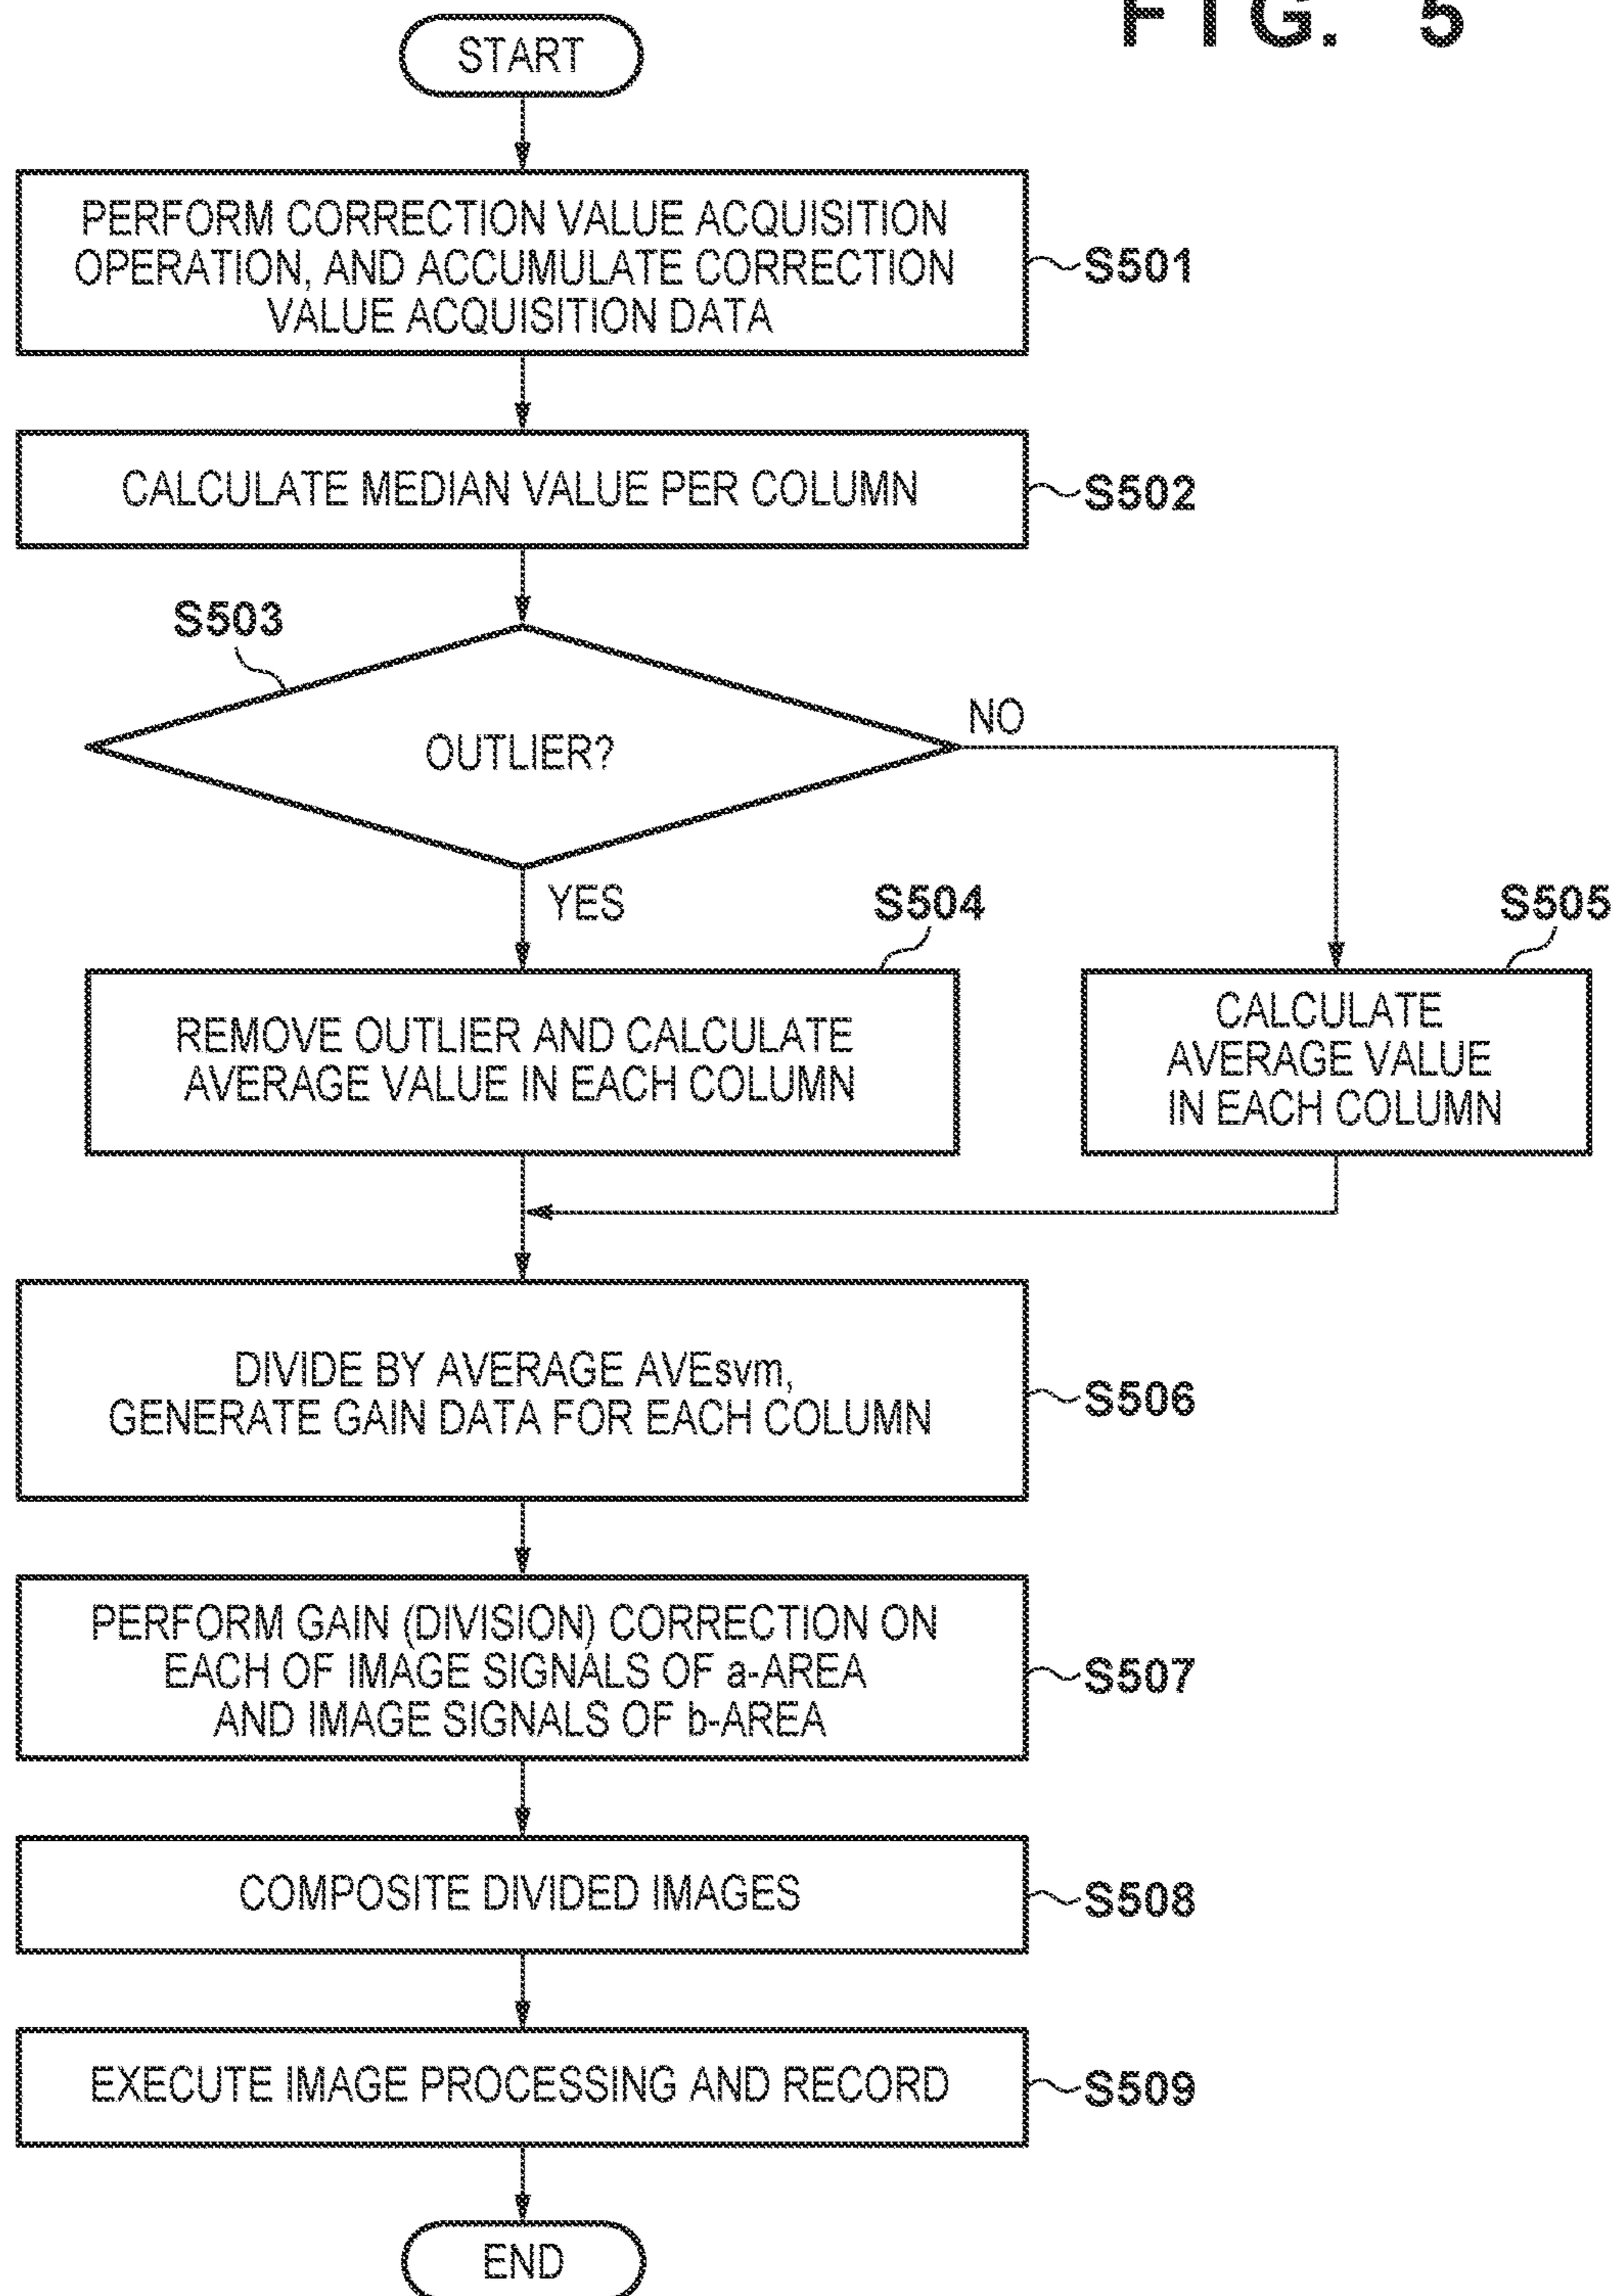 FIG. 5
START
PERFORM CORRECTION VALUE ACQUISITION
OPERATION, AND ACCUMULATE CORRECTION
VALUE ACQUISITION DATA
S501
CALCULATE MEDIAN VALUE PER COLUMN
S502
S503
OUTLIER?
NO
YES
S504
REMOVE OUTLIER AND CALCULATE
AVERAGE VALUE IN EACH COLUMN
S505
CALCULATE
AVERAGE VALUE
IN EACH COLUMN
DIVIDE BY AVERAGE AVEsvm,
GENERATE GAIN DATA FOR EACH COLUMN
S506
PERFORM GAIN (DIVISION) CORRECTION ON
EACH OF IMAGE SIGNALS OF a-AREA
AND IMAGE SIGNALS OF b-AREA
S507
COMPOSITE DIVIDED IMAGES
S508
EXECUTE IMAGE PROCESSING AND RECORD
S509
END